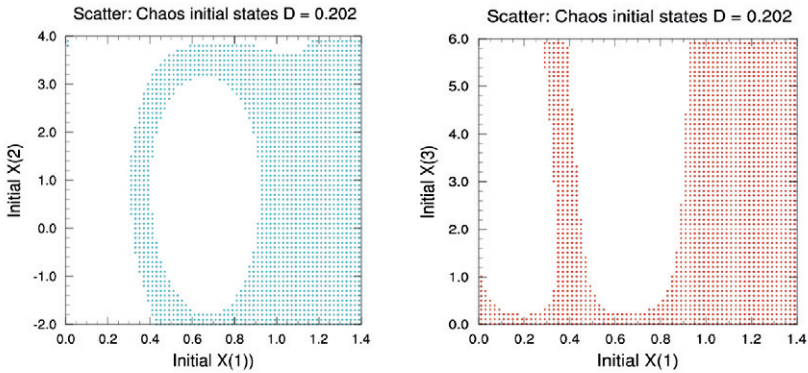 Scatter: Chaos initial states D = 0.202
4.0
3.0
2.0
1.0
0.0
-1.0
-2.0
Initial X(2)
0.0 0.2 0.4 0.6 0.8 1.0 1.2 1.4
Initial X(1))
Scatter: Chaos initial states D = 0.202
6.0
5.0
4.0
3.0
2.0
1.0
0.0
Initial X(3)
0.0 0.2 0.4 0.6 0.8 1.0 1.2 1.4
Initial X(1)